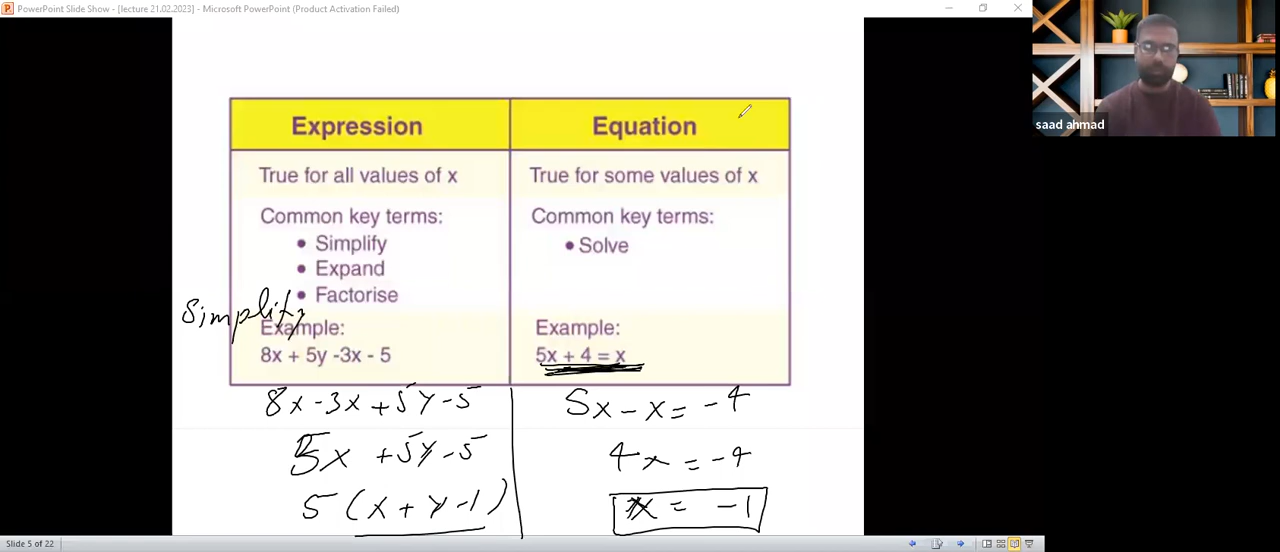 PowerPoint Slide Show - [lecture 21.02.2023] - Microsoft PowerPoint (Product Activation Failed)
saad ahmad
Expression
Equation
True for all values of x
True for some values of x
Common key terms:
• Simplify
• Expand
• Factorise
Common key terms:
• Solve
Simplify
Example:
8x + 5y -3x - 5
Example:
5x + 4 = x
8x - 3x + 5y - 5
5x + 5y - 5
5 (x + y - 1)
5x - x = -4
4x = -4
x = -1
Slide 5 of 22